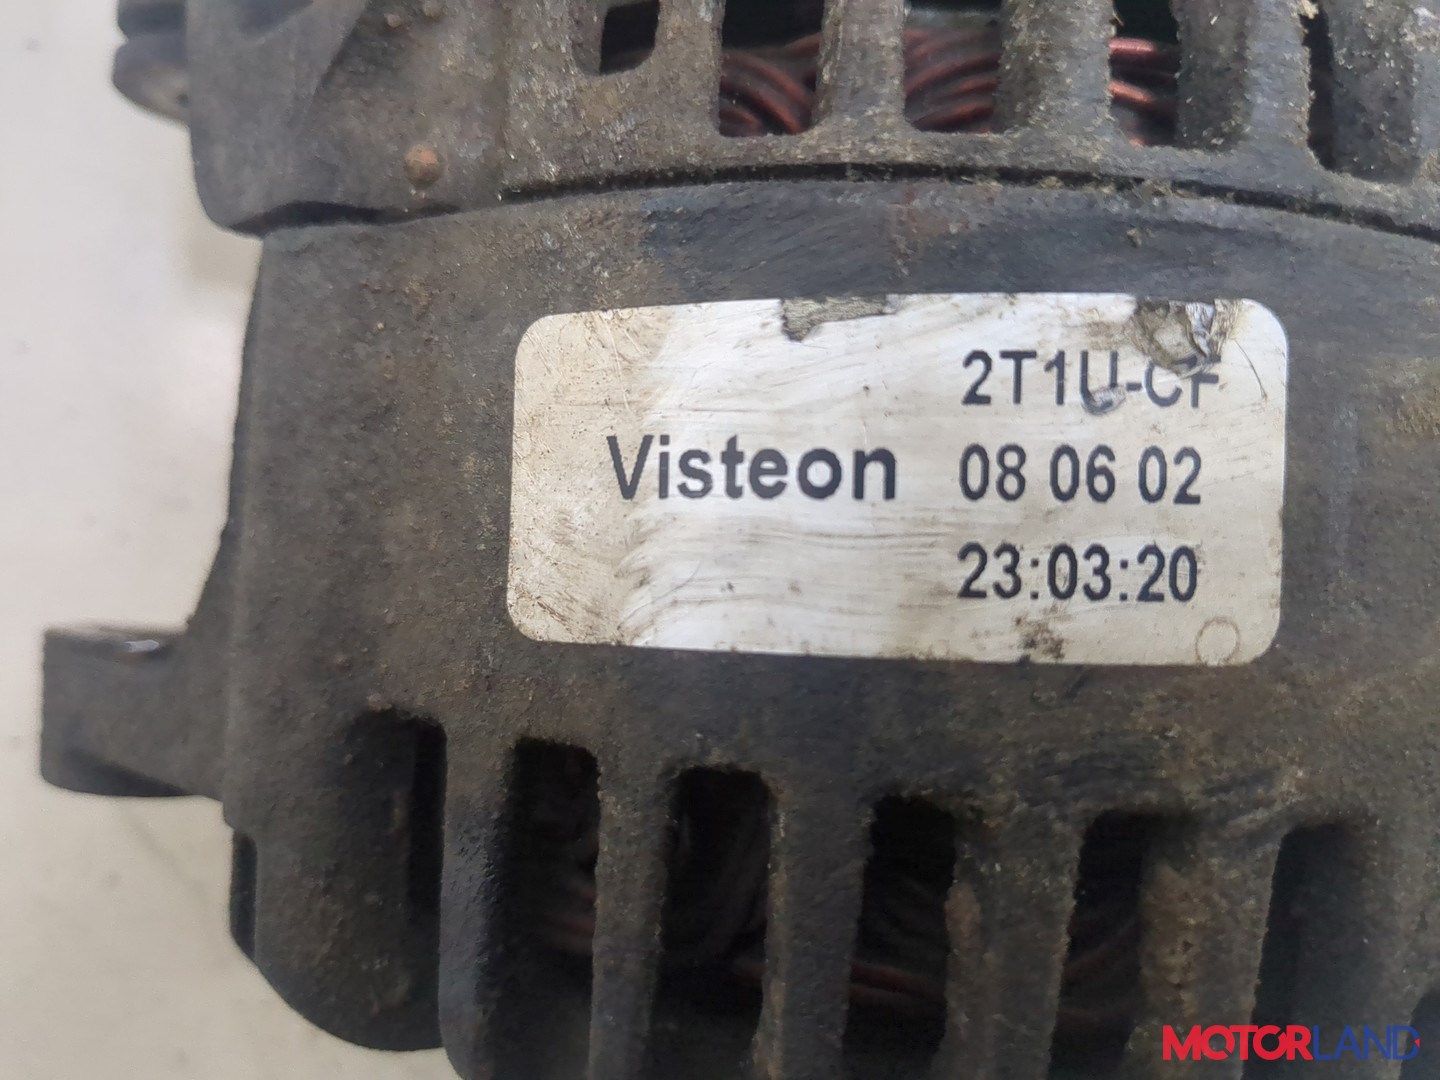 2T1U-CF
Visteon 08 06 02
23:03:20
MOTORLAND